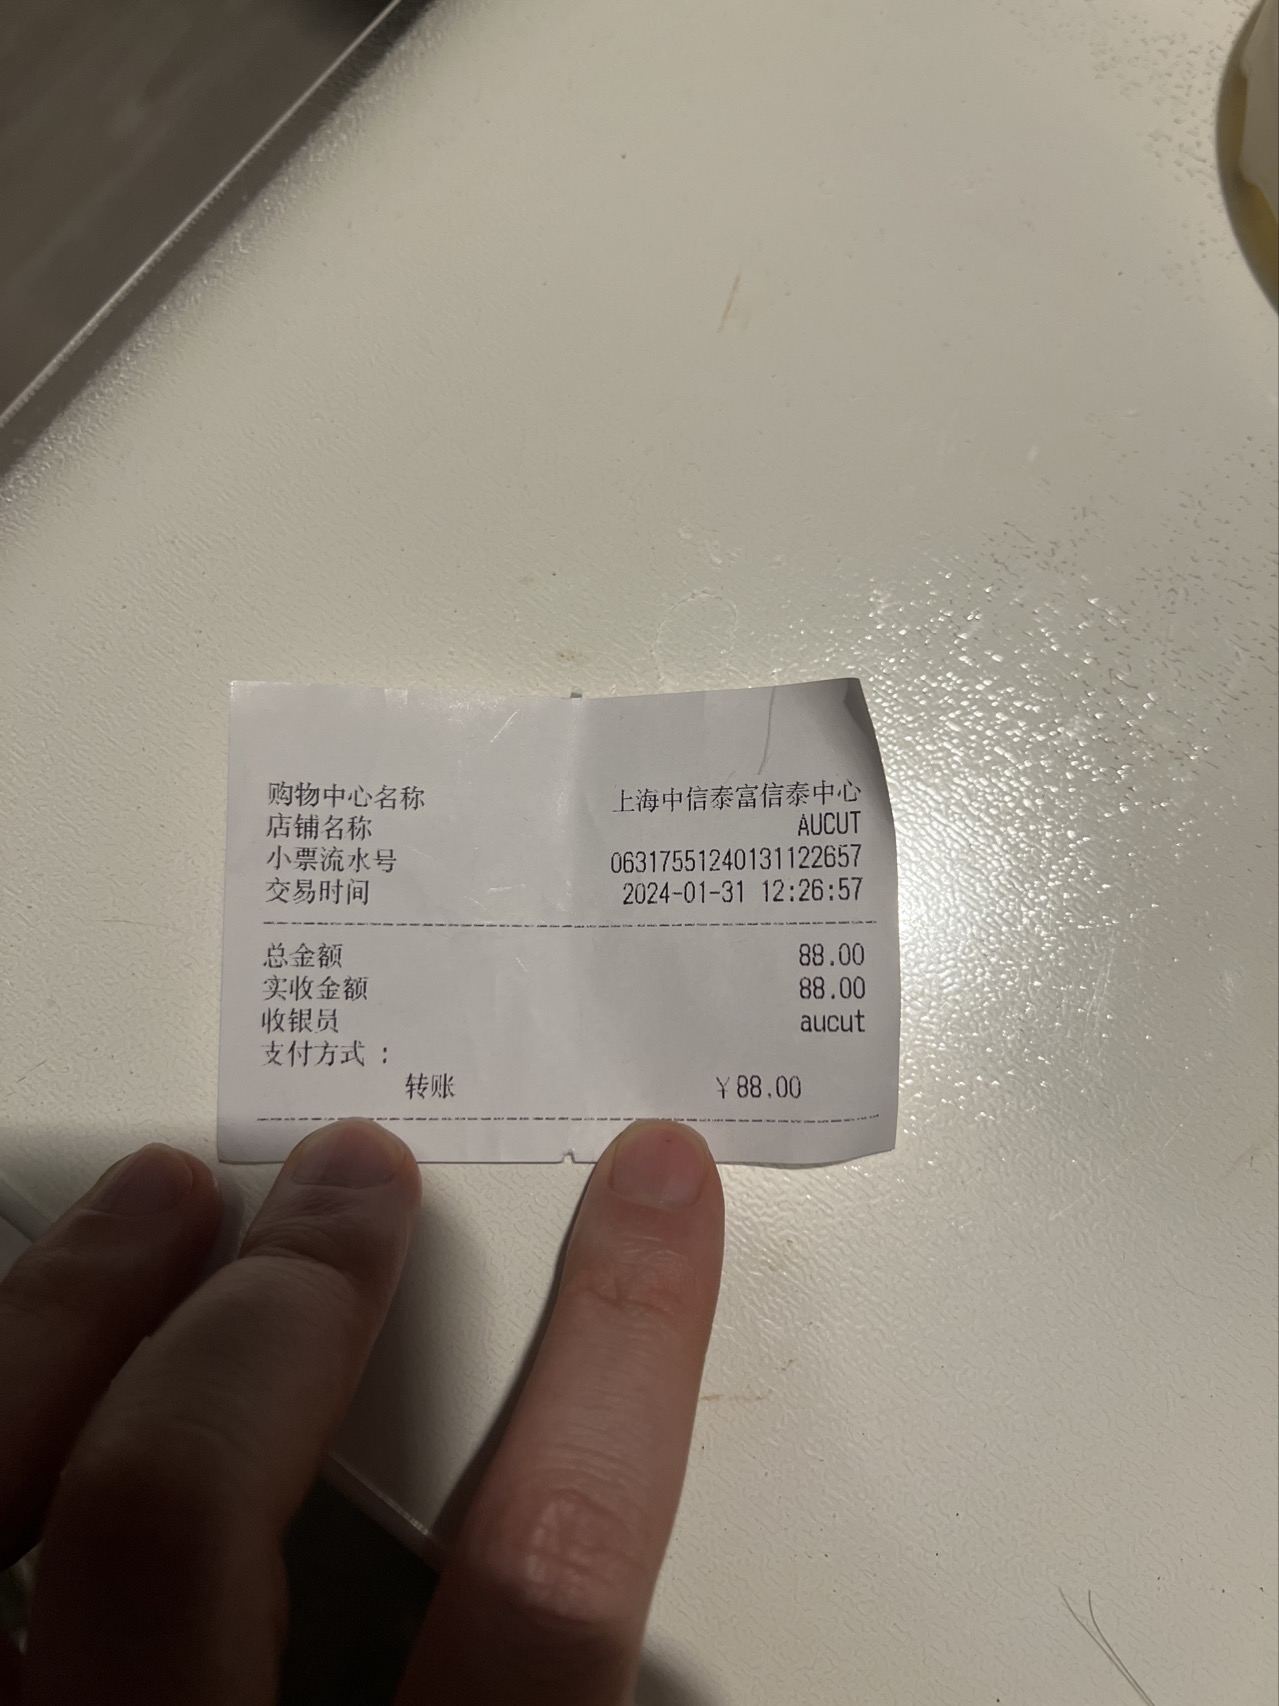 购物中心名称 上海中信泰富信泰中心
店铺名称 AUCUT
小票流水号 06317551240131122657
交易时间 2024-01-31 12:26:57
总金额 88.00
实收金额 88.00
收银员 aucut
支付方式：
转账 ￥88.00